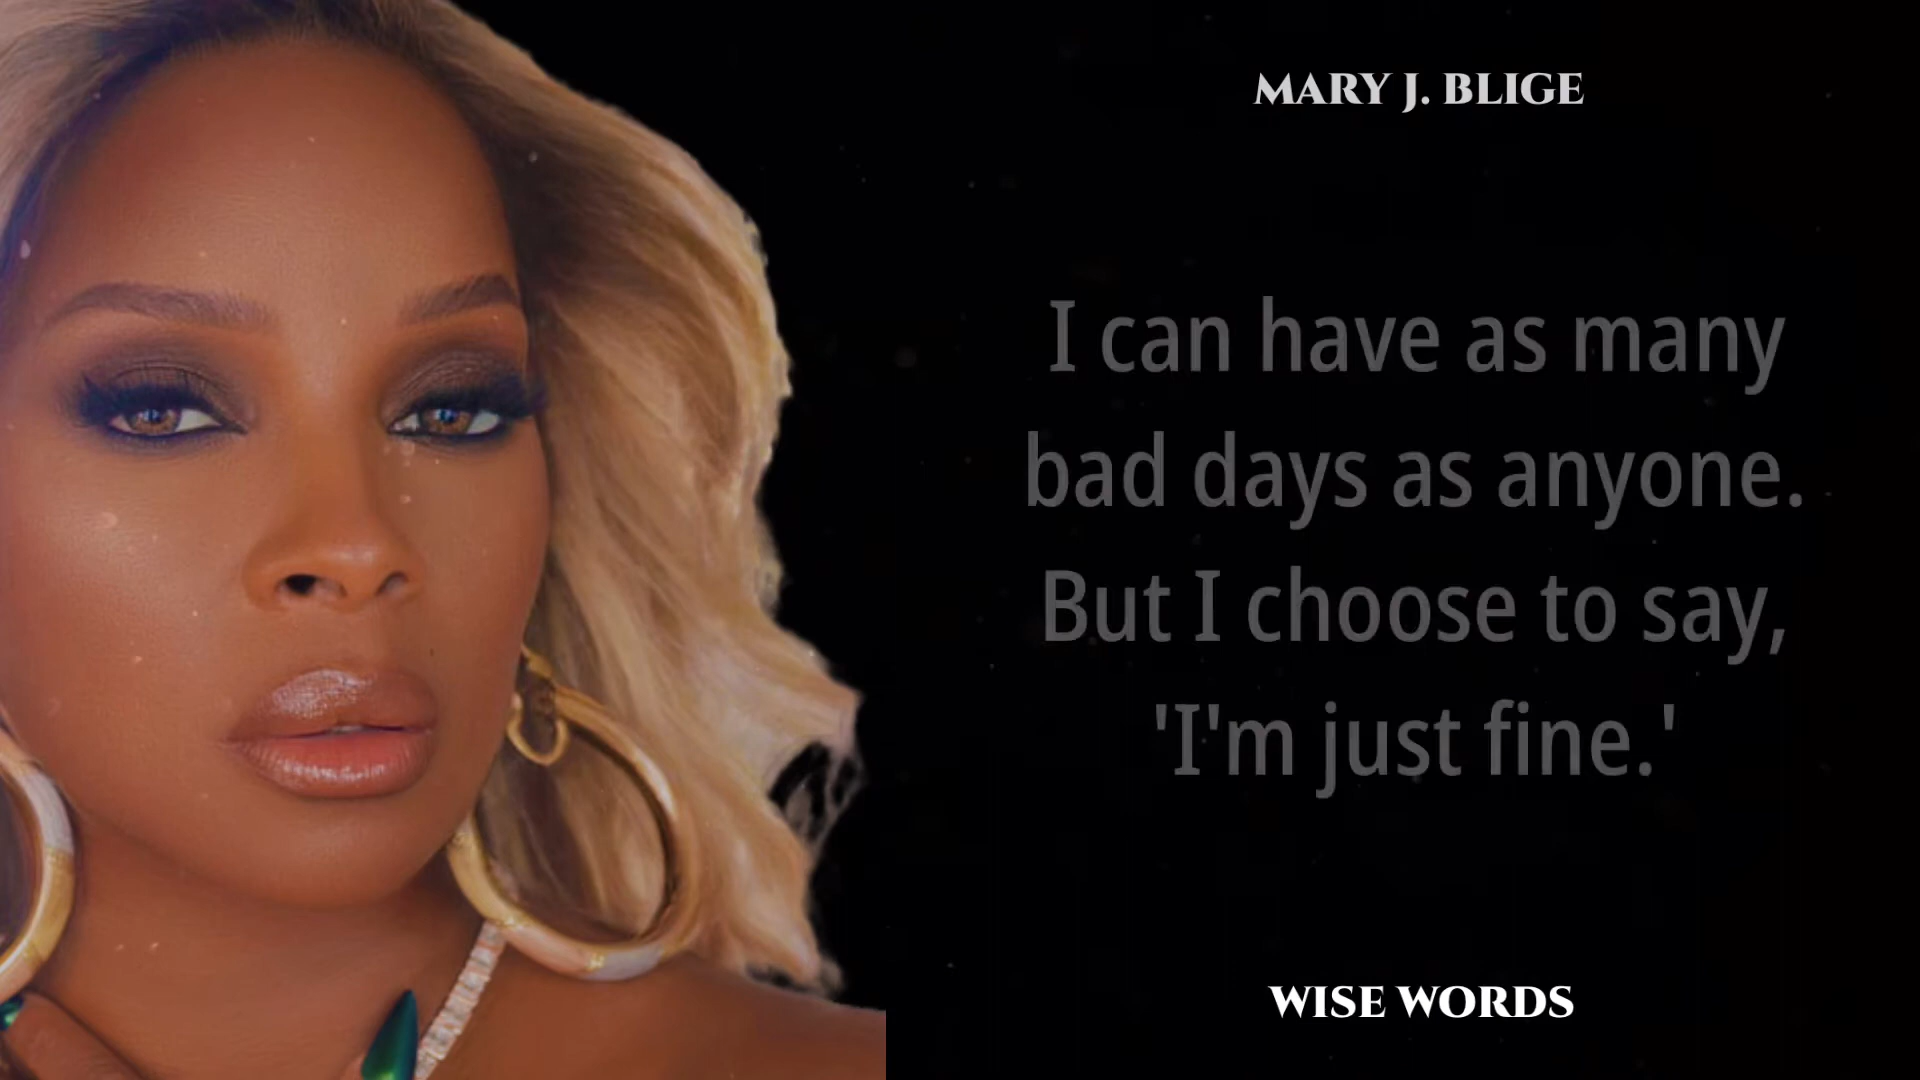 MARY J. BLIGE
I can have as many
bad days as anyone.
But I choose to say,
'I'm just fine.'
WISE WORDS